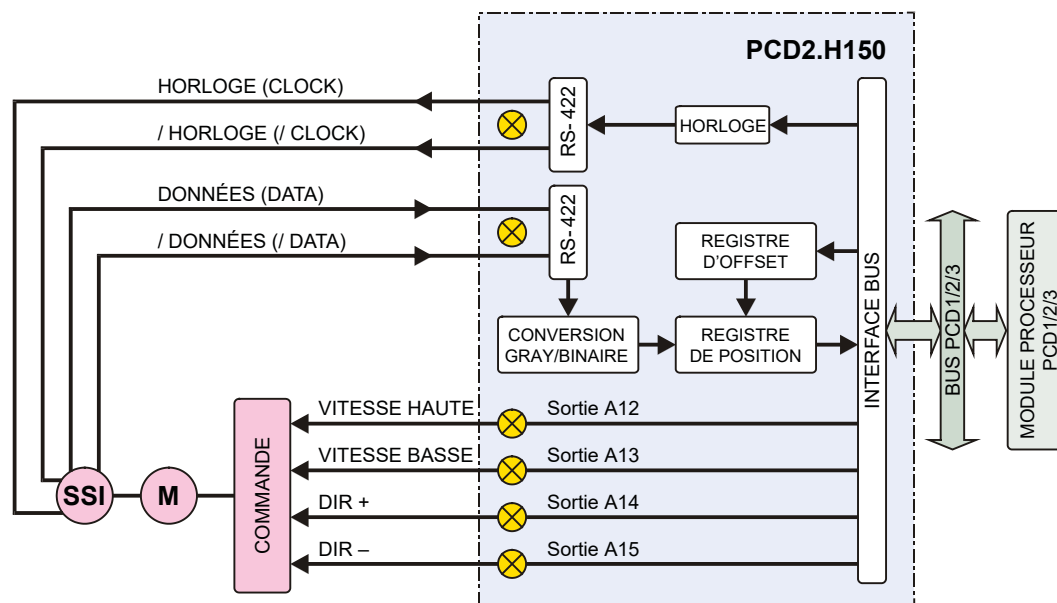 PCD2.H150
HORLOGE (CLOCK)
/ HORLOGE (/ CLOCK)
RS- 422
HORLOGE
DONNÉES (DATA)
/ DONNÉES (/ DATA)
RS- 422
REGISTRE
D'OFFSET
CONVERSION
GRAY/BINAIRE
REGISTRE
DE POSITION
INTERFACE BUS
BUS PCD1/2/3
MODULE PROCESSEUR
PCD1/2/3
VITESSE HAUTE
Sortie A12
VITESSE BASSE
Sortie A13
DIR +
Sortie A14
DIR –
Sortie A15
COMMANDE
SSI
M